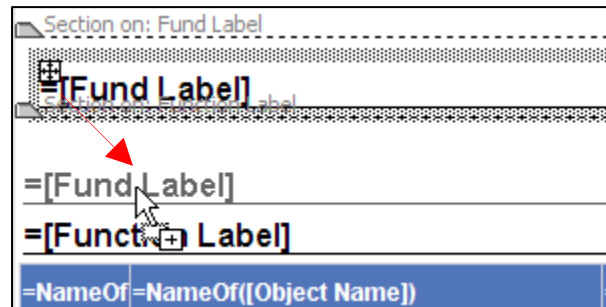 Section on: Fund Label
=[Fund Label]
Section on: Function Label
=[Fund Label]
=[Function Label]
=NameOf =NameOf([Object Name]) =